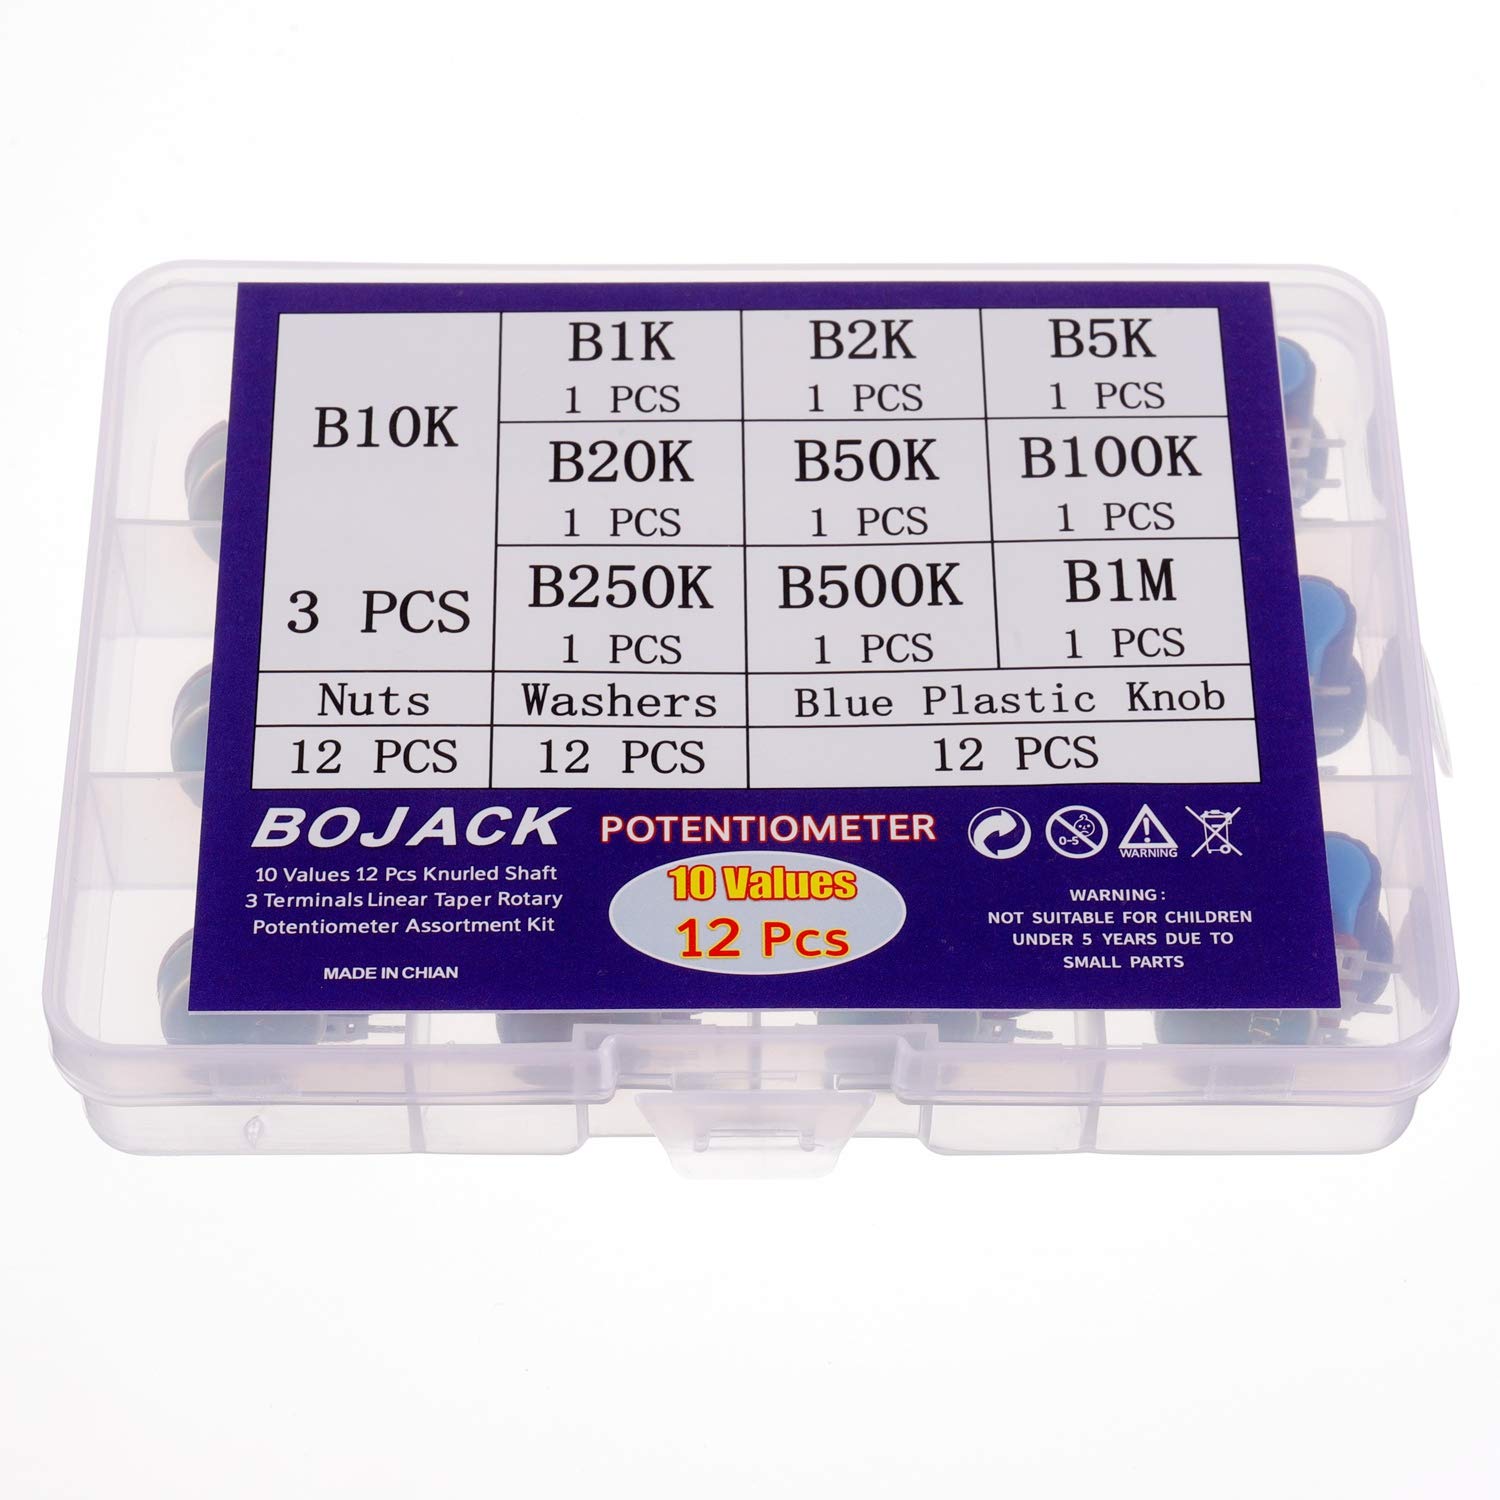 B10K
3 PCS
B1K
1 PCS
B2K
1 PCS
B5K
1 PCS
B20K
1 PCS
B50K
1 PCS
B100K
1 PCS
B250K
1 PCS
B500K
1 PCS
B1M
1 PCS
Nuts
Washers
Blue Plastic Knob
12 PCS
12 PCS
12 PCS
BOJACK
10 Values 12 Pcs Knurled Shaft
3 Terminals Linear Taper Rotary
Potentiometer Assortment Kit
MADE IN CHIAN
POTENTIOMETER
10 Values
12 Pcs
0-5
WARNING
WARNING:
NOT SUITABLE FOR CHILDREN
UNDER 5 YEARS DUE TO
SMALL PARTS